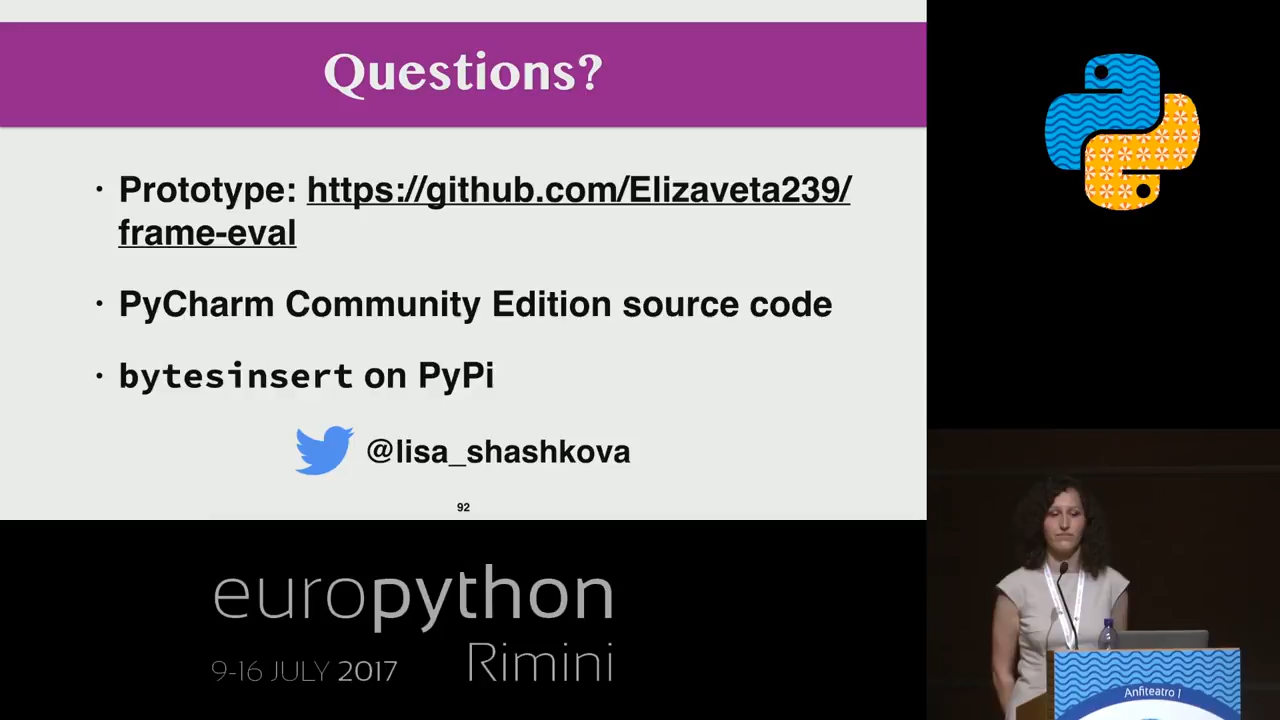 Questions?
· Prototype: https://github.com/Elizaveta239/
frame-eval
· PyCharm Community Edition source code
· bytesinsert on PyPi
@lisa_shashkova
92
europython
9-16 JULY 2017 Rimini
Anfiteatro 1